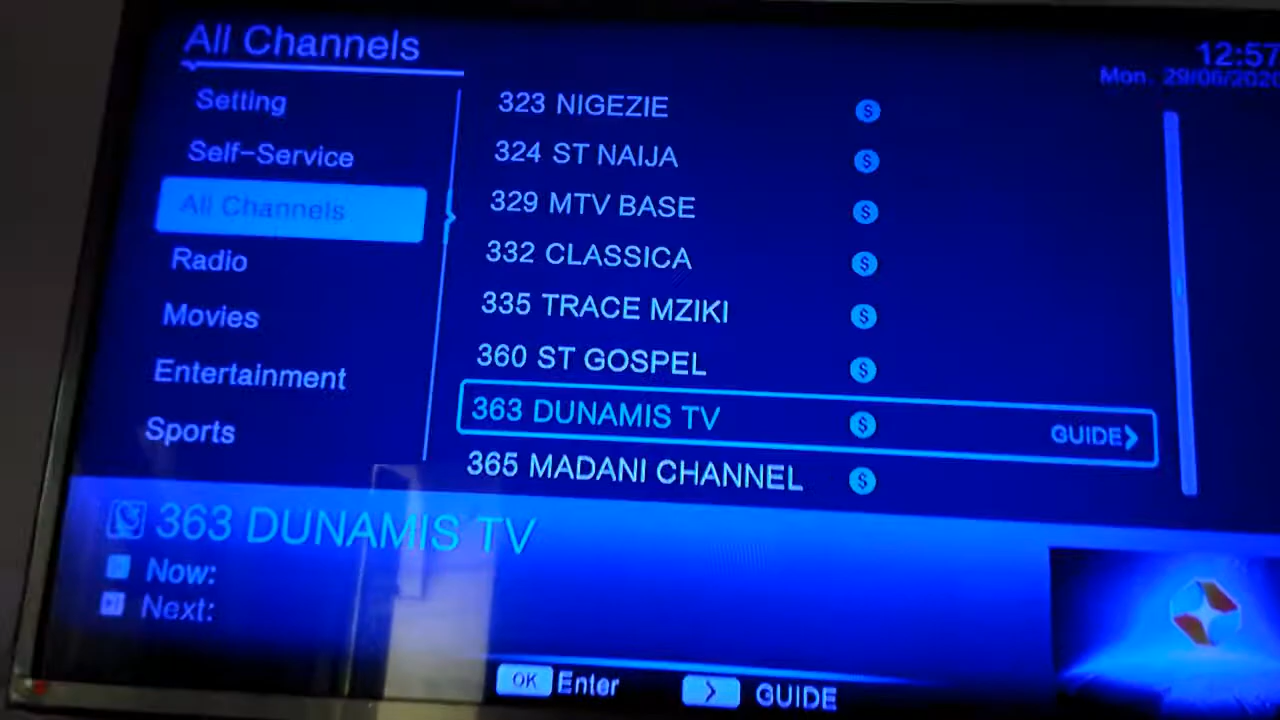 All Channels
12:57
Mon. 29/06/2020
Setting
Self-Service
All Channels
Radio
Movies
Entertainment
Sports
323 NIGEZIE $
324 ST NAIJA $
329 MTV BASE $
332 CLASSICA $
335 TRACE MZIKI $
360 ST GOSPEL $
363 DUNAMIS TV $ GUIDE
365 MADANI CHANNEL $
363 DUNAMIS TV
Now:
Next:
OK Enter > GUIDE